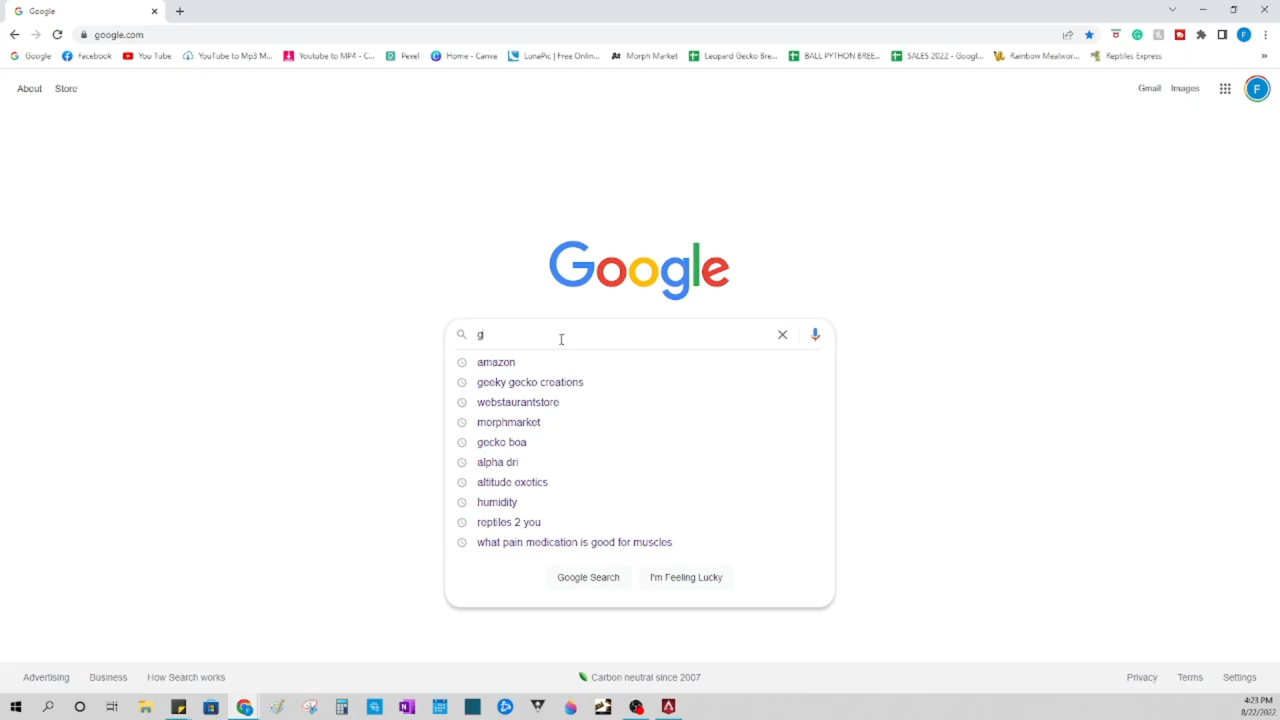 Google
google.com
Google Facebook You Tube YouTube to Mp3 M... Youtube to MP4 - C... Pexel Home - Canva LunaPic | Free Onlin... Morph Market Leopard Gecko Bre... BALL PYTHON BREE... SALES 2022 - Googl... Rainbow Mealwor... Reptiles Express »
About Store Gmail Images F
Google
g
amazon
geeky gecko creations
webstaurantstore
morphmarket
gecko boa
alpha dri
altitude exotics
humidity
reptiles 2 you
what pain medication is good for muscles
Google Search I'm Feeling Lucky
Advertising Business How Search works Carbon neutral since 2007 Privacy Terms Settings
4:23 PM
8/22/2022